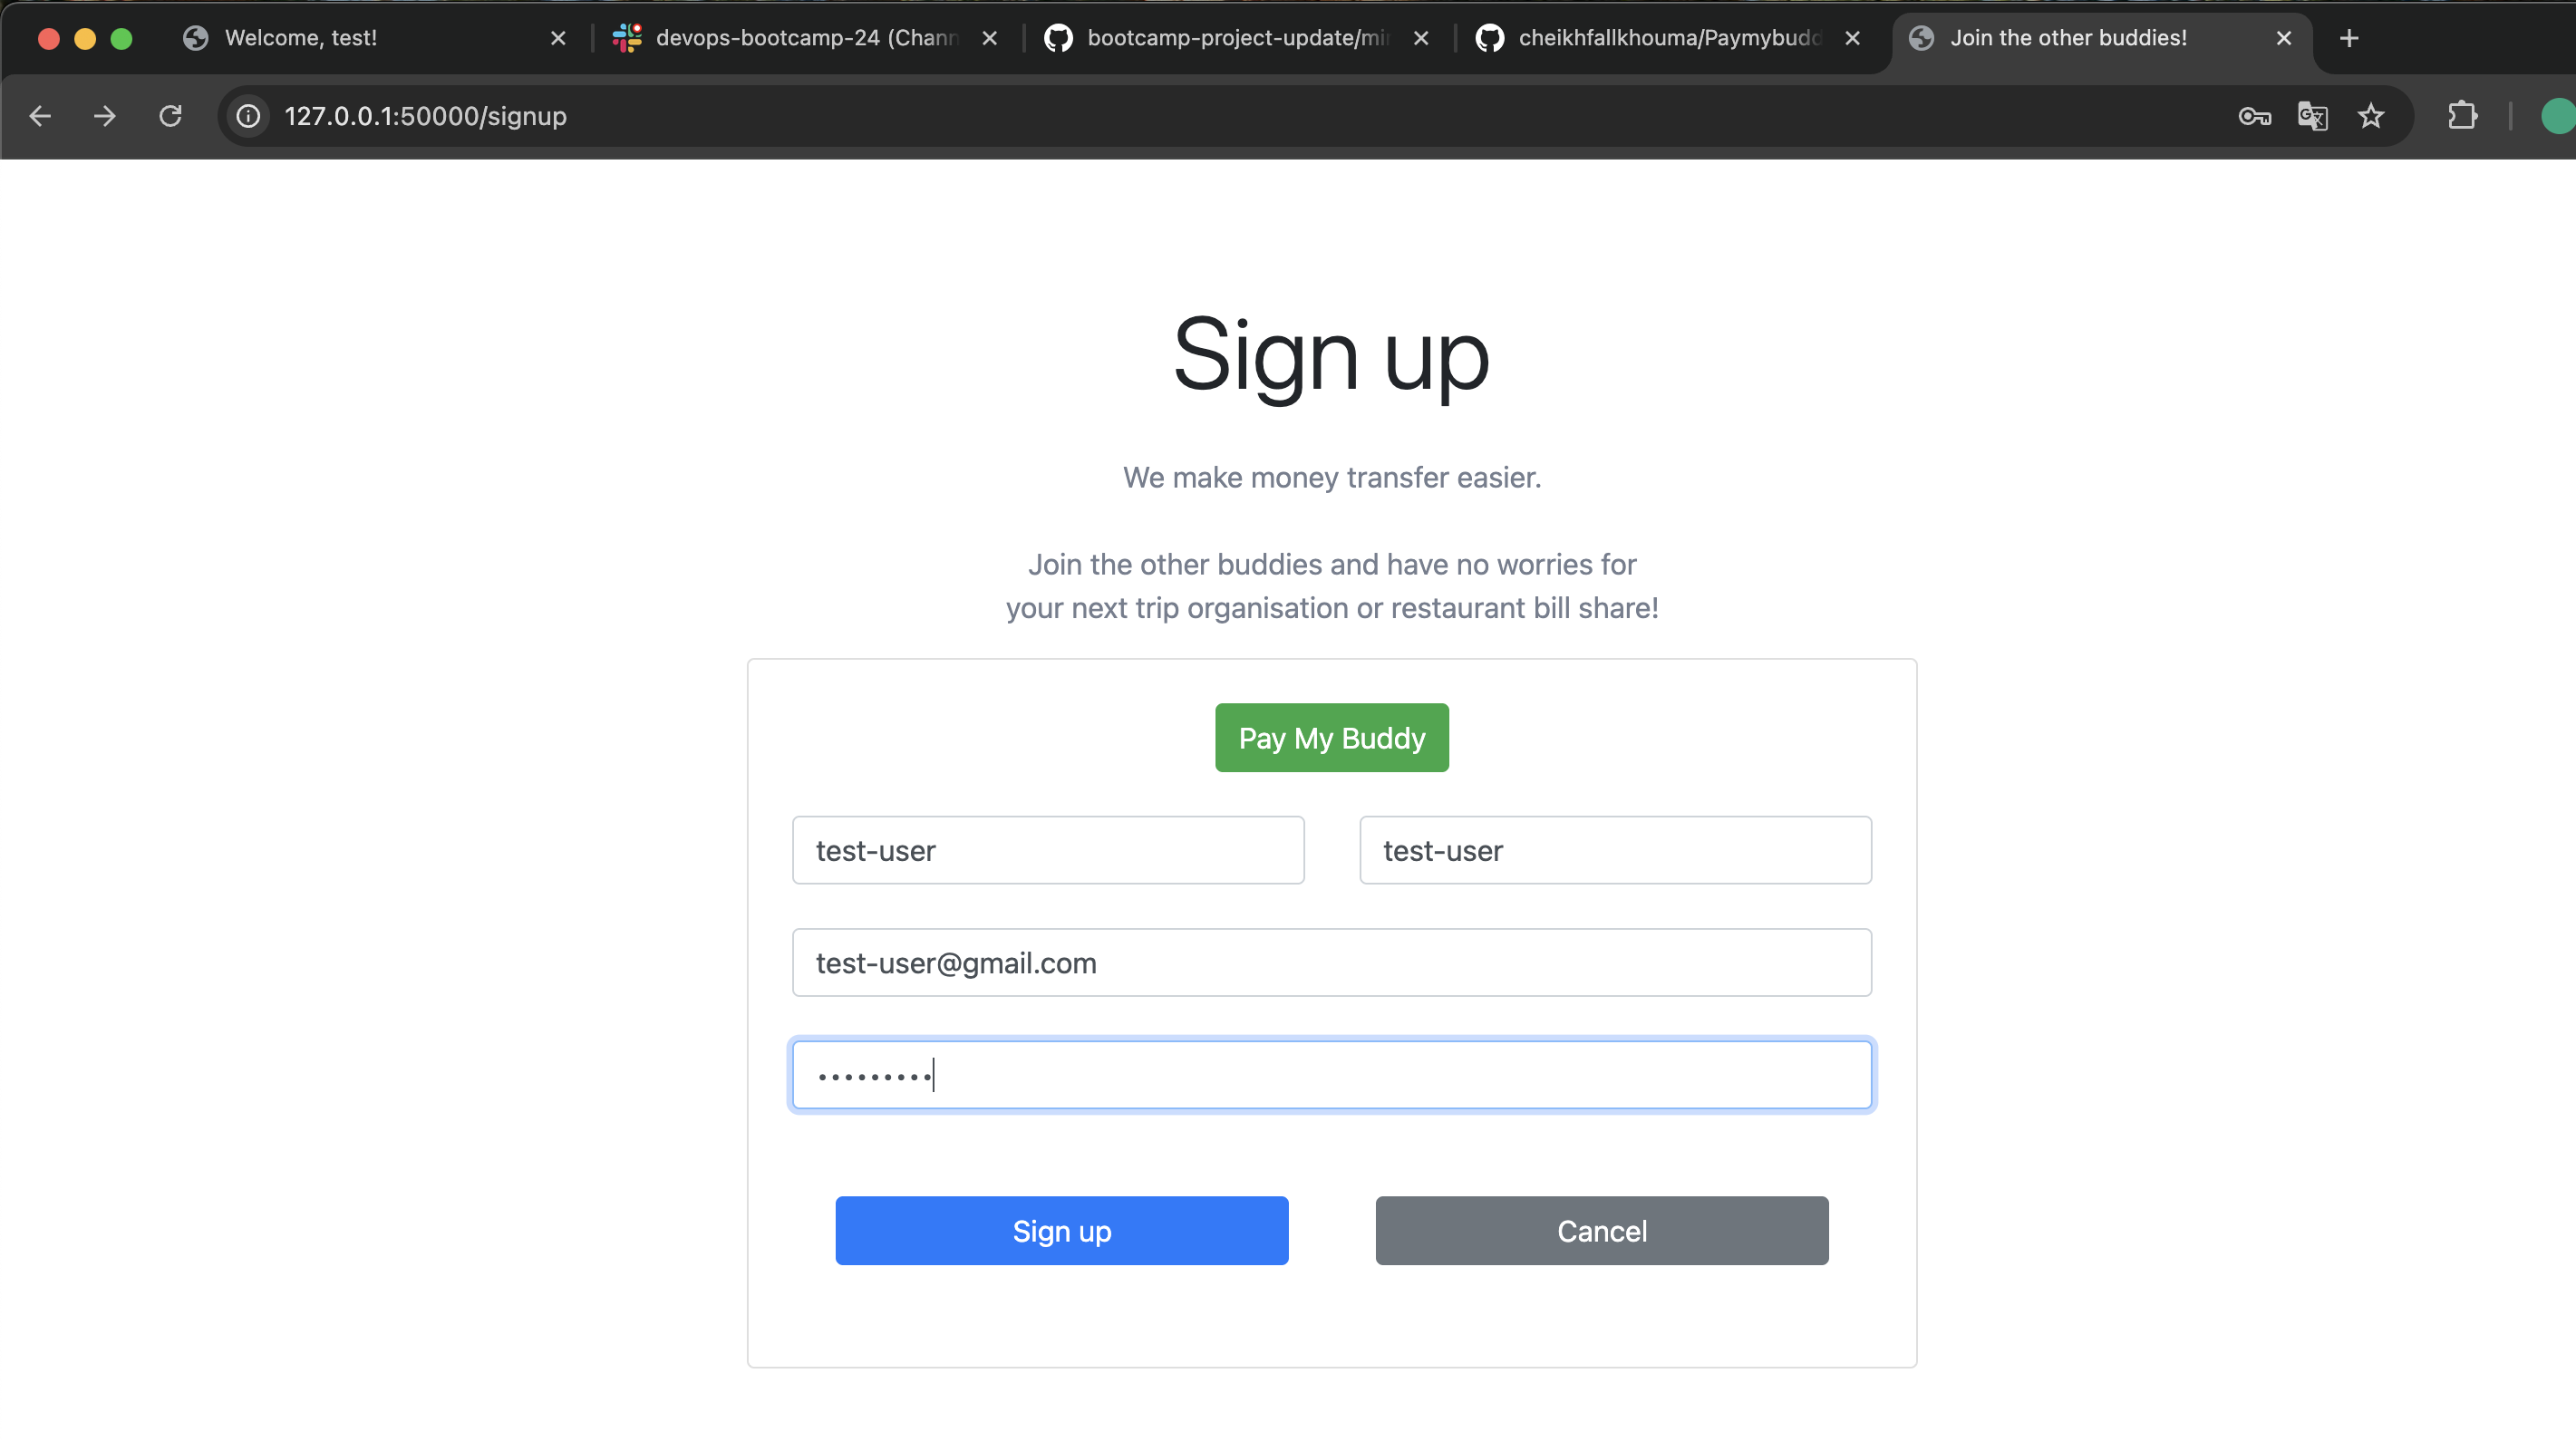 Welcome, test!
devops-bootcamp-24 (Chann
bootcamp-project-update/mi
cheikhfallkhouma/Paymybudd
Join the other buddies!
127.0.0.1:50000/signup
Sign up
We make money transfer easier.
Join the other buddies and have no worries for
your next trip organisation or restaurant bill share!
Pay My Buddy
test-user
test-user
test-user@gmail.com
•••••••••
Sign up
Cancel